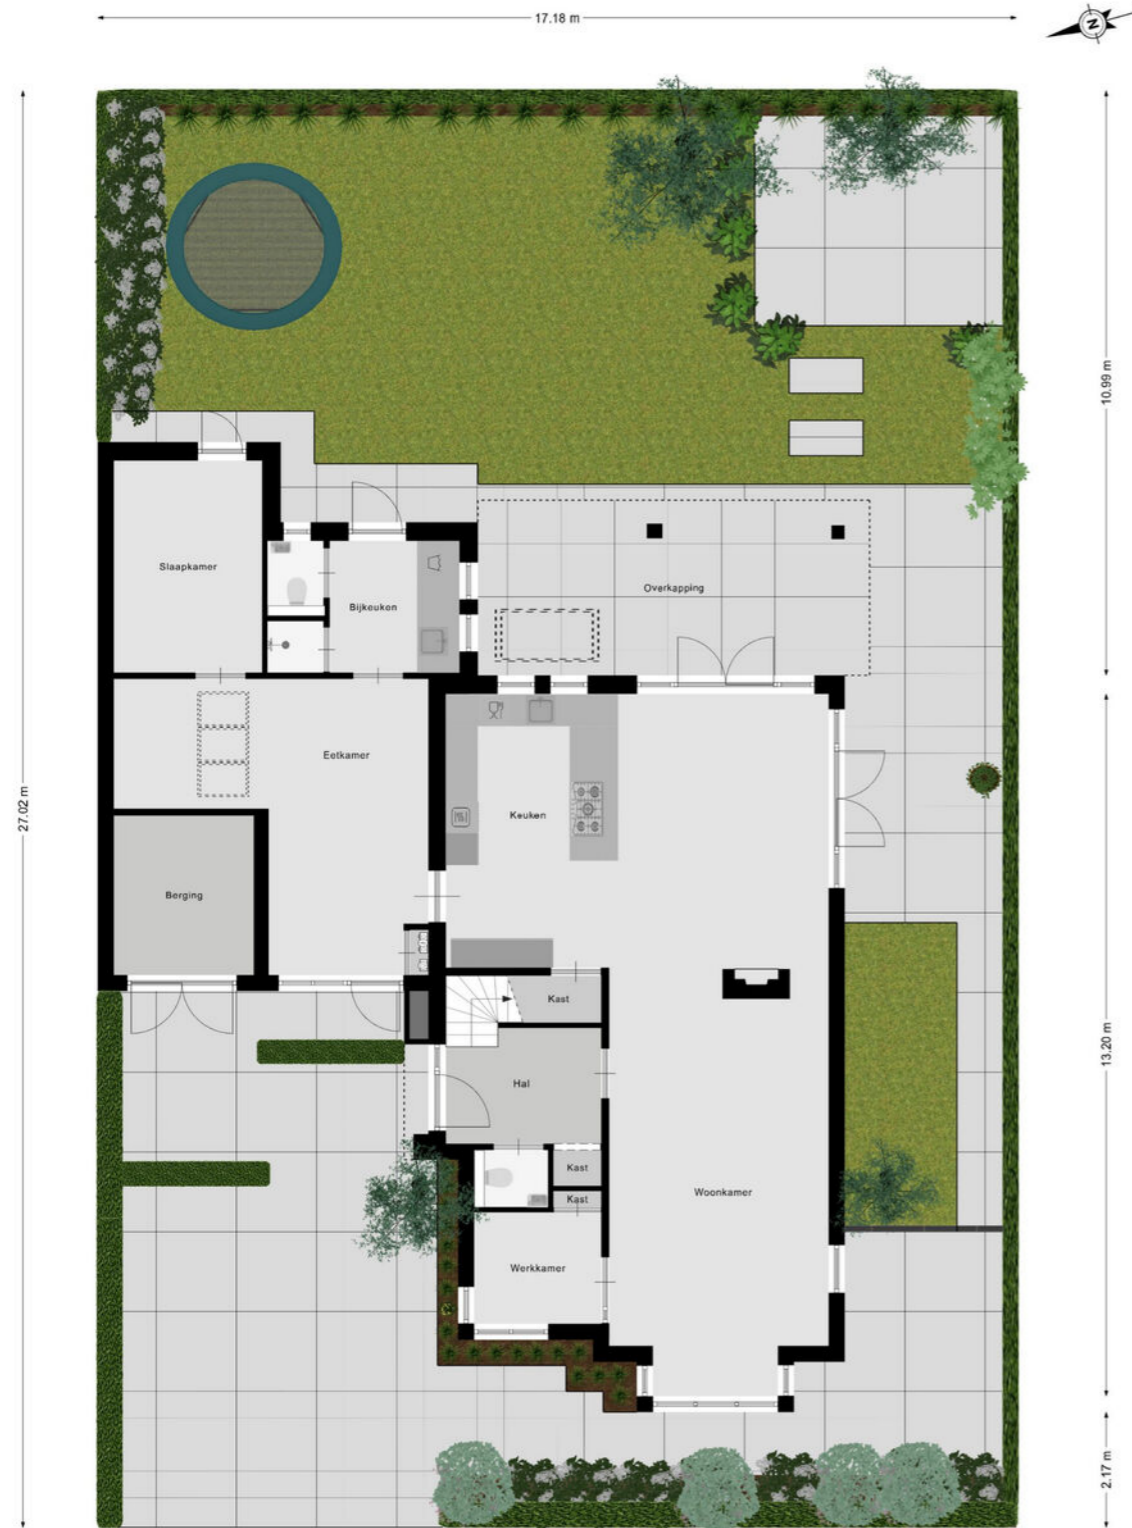 17.18 m
N
10.99 m
Slaapkamer
Overkapping
Bijkeuken
Eetkamer
27.02 m
Keuken
Berging
Kast
13.20 m
Hal
Kast
Woonkamer
Kast
Werkkamer
2.17 m